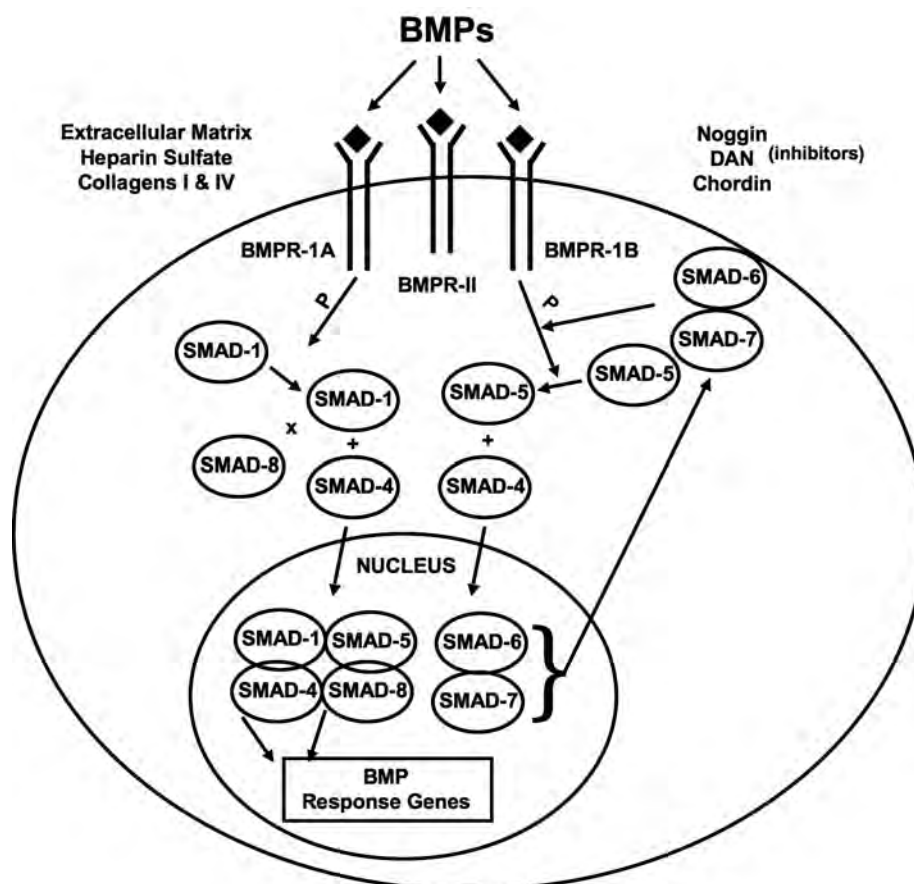 BMPs
Extracellular Matrix
Heparin Sulfate
Collagens I & IV
Noggin
DAN (inhibitors)
Chordin
BMPR-1A
BMPR-II
BMPR-1B
P
P
SMAD-6
SMAD-7
SMAD-1
SMAD-1
SMAD-5
SMAD-5
x
+
+
SMAD-8
SMAD-4
SMAD-4
NUCLEUS
SMAD-1
SMAD-5
SMAD-6
SMAD-4
SMAD-8
SMAD-7
}
BMP
Response Genes